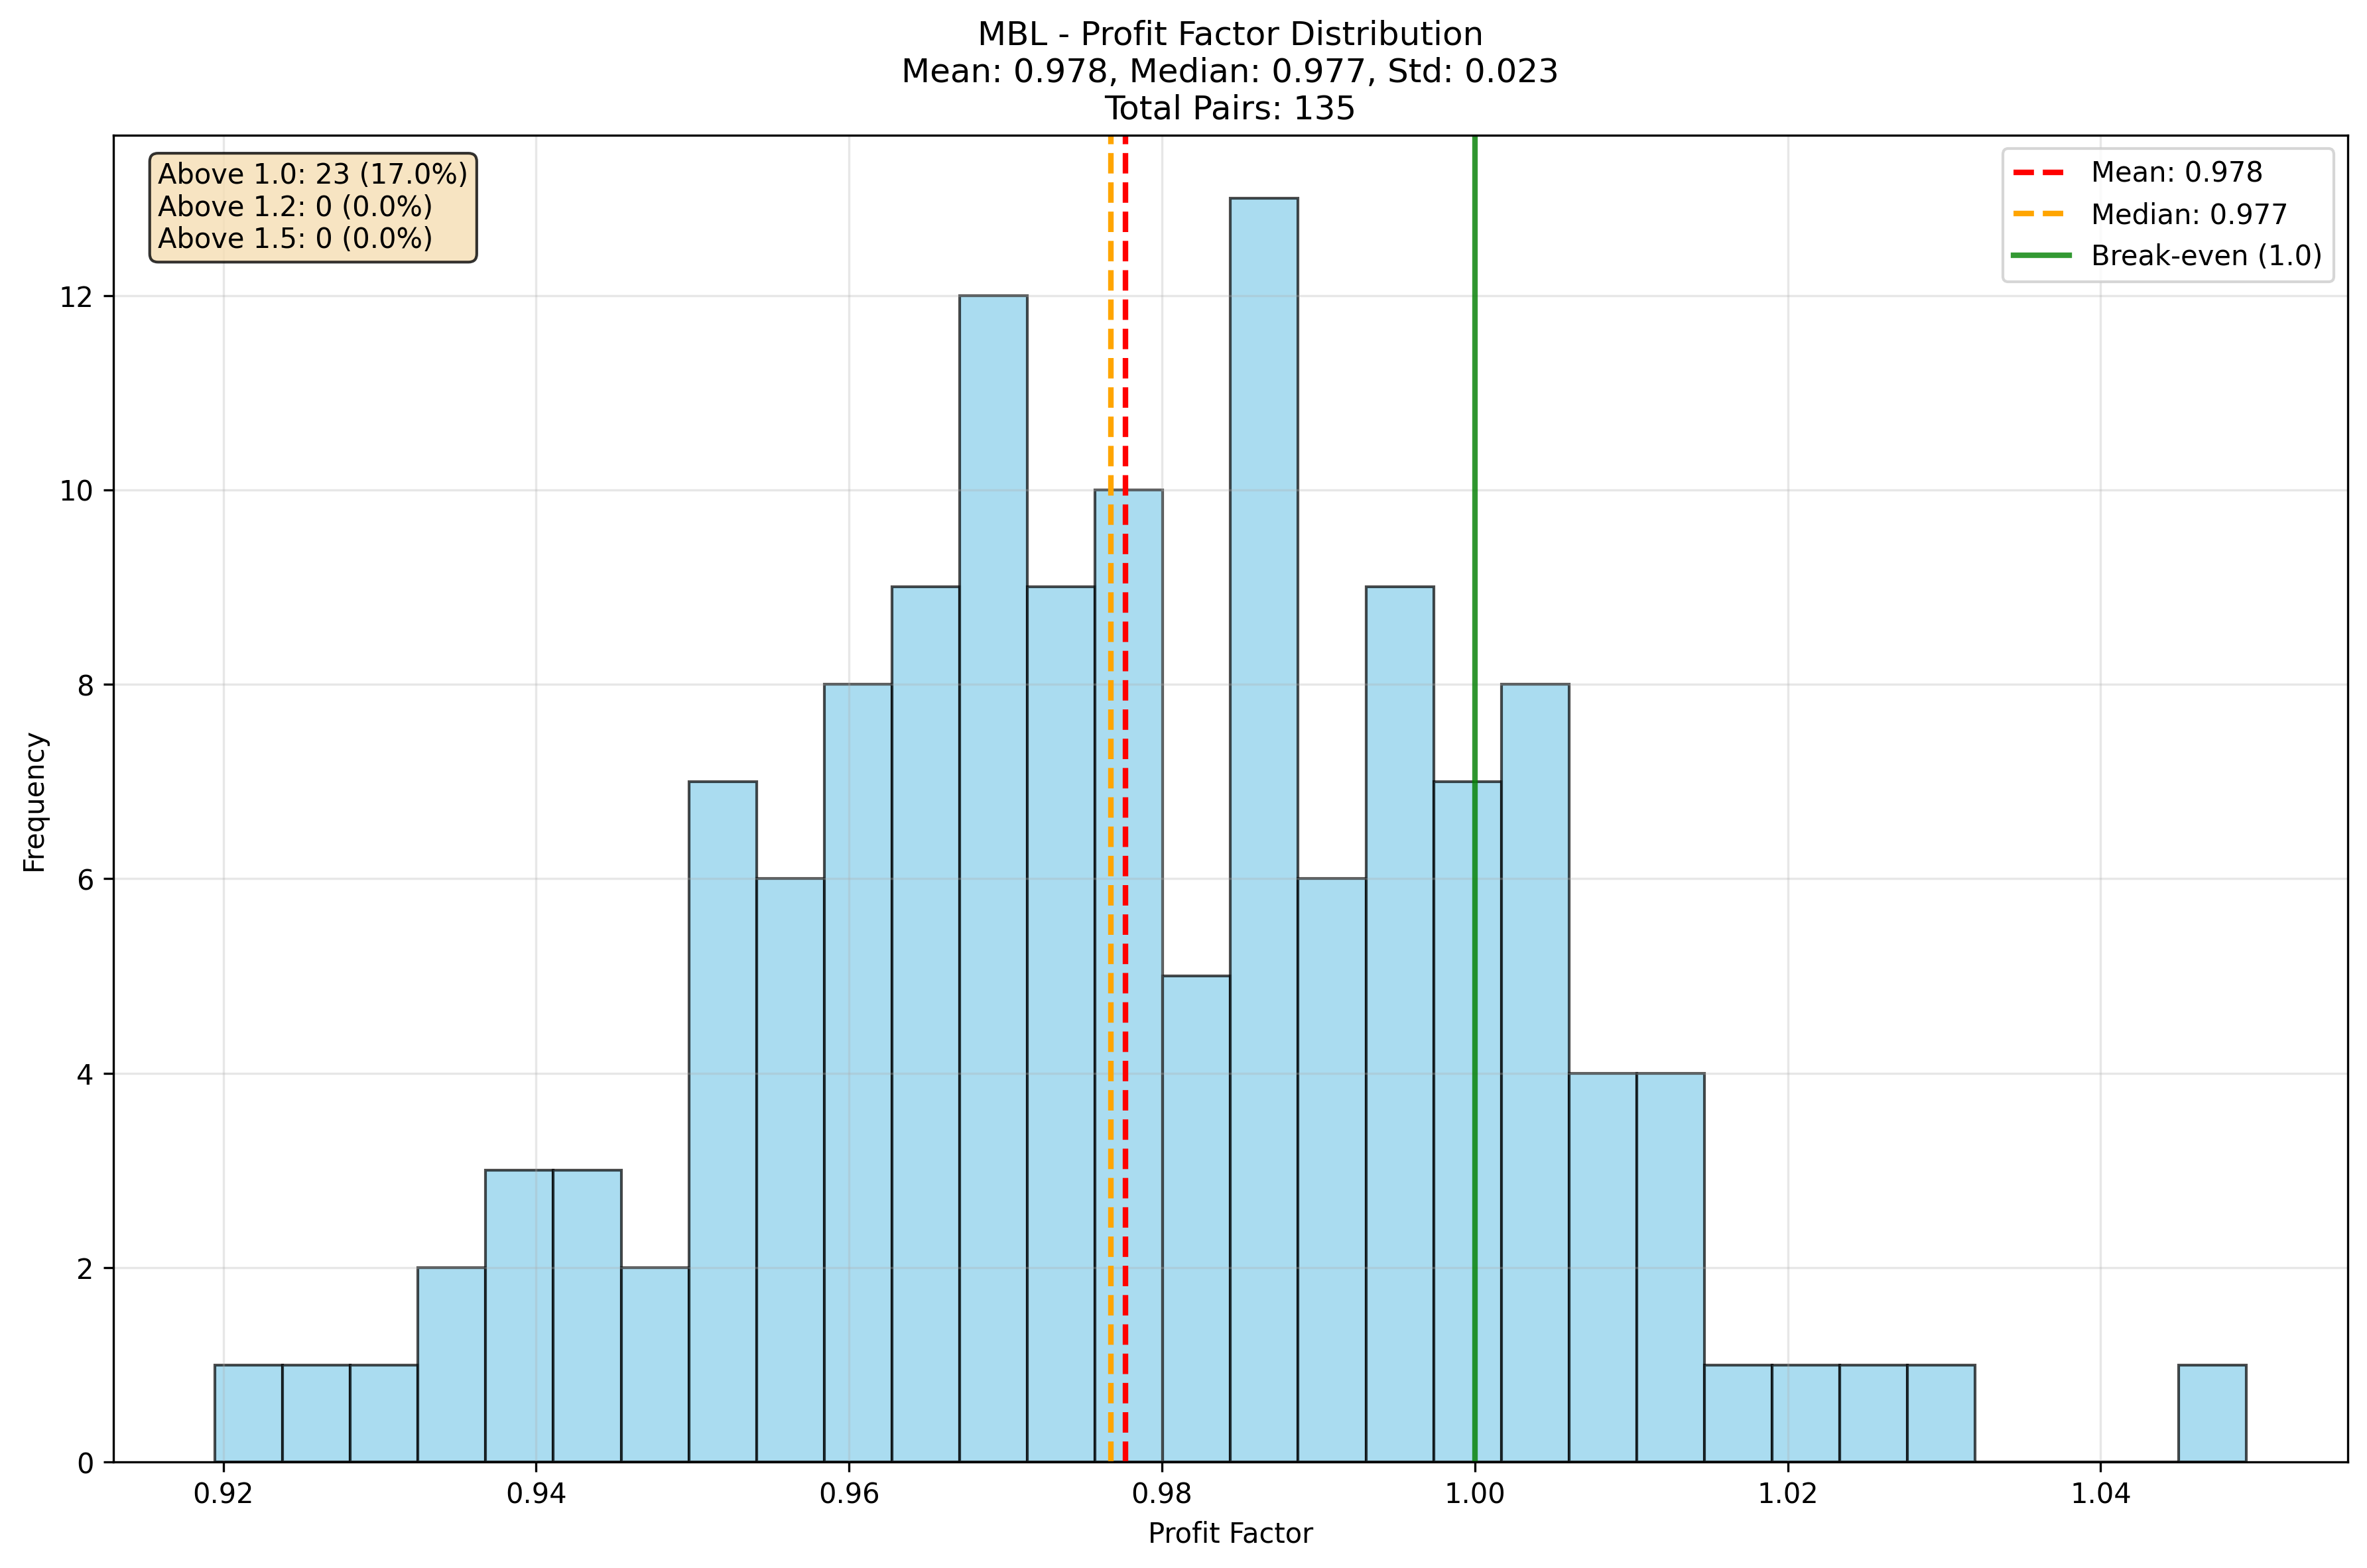 MBL - Profit Factor Distribution
Mean: 0.978, Median: 0.977, Std: 0.023
Total Pairs: 135
Above 1.0: 23 (17.0%)
Above 1.2: 0 (0.0%)
Above 1.5: 0 (0.0%)
Mean: 0.978
Median: 0.977
Break-even (1.0)
Frequency
12
10
8
6
4
2
0
0.92
0.94
0.96
0.98
1.00
1.02
1.04
Profit Factor